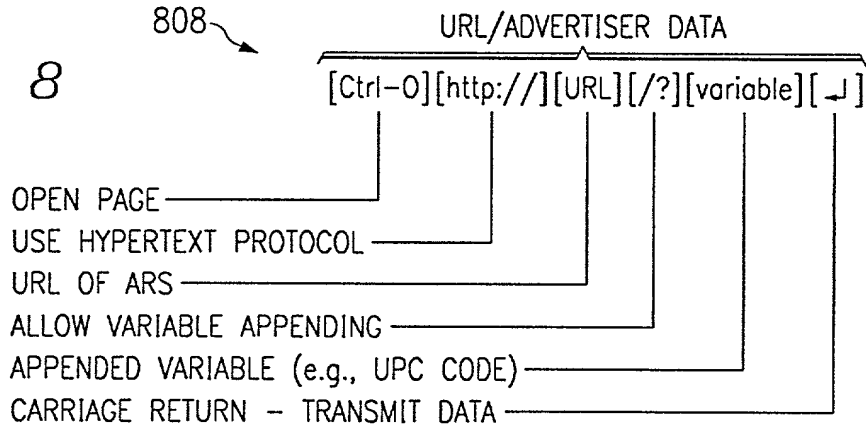 808
URL/ADVERTISER DATA
8
[Ctrl-O][http://][URL][/?][variable][↵]
OPEN PAGE
USE HYPERTEXT PROTOCOL
URL OF ARS
ALLOW VARIABLE APPENDING
APPENDED VARIABLE (e.g., UPC CODE)
CARRIAGE RETURN – TRANSMIT DATA